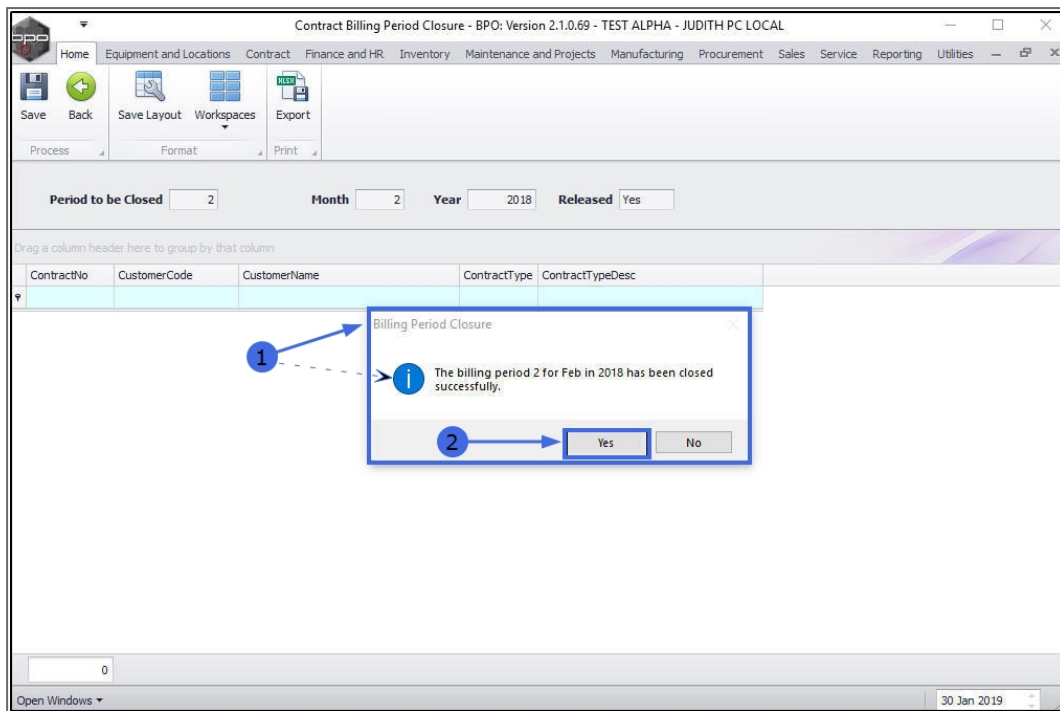 bpo
Contract Billing Period Closure - BPO: Version 2.1.0.69 - TEST ALPHA - JUDITH PC LOCAL
Home Equipment and Locations Contract Finance and HR Inventory Maintenance and Projects Manufacturing Procurement Sales Service Reporting Utilities
XLSX
Save Back Save Layout Workspaces Export
Process Format Print
Period to be Closed 2 Month 2 Year 2018 Released Yes
Drag a column header here to group by that column
ContractNo CustomerCode CustomerName ContractType ContractTypeDesc
Billing Period Closure
1
i
The billing period 2 for Feb in 2018 has been closed
successfully.
2 Yes No
0
Open Windows 30 Jan 2019